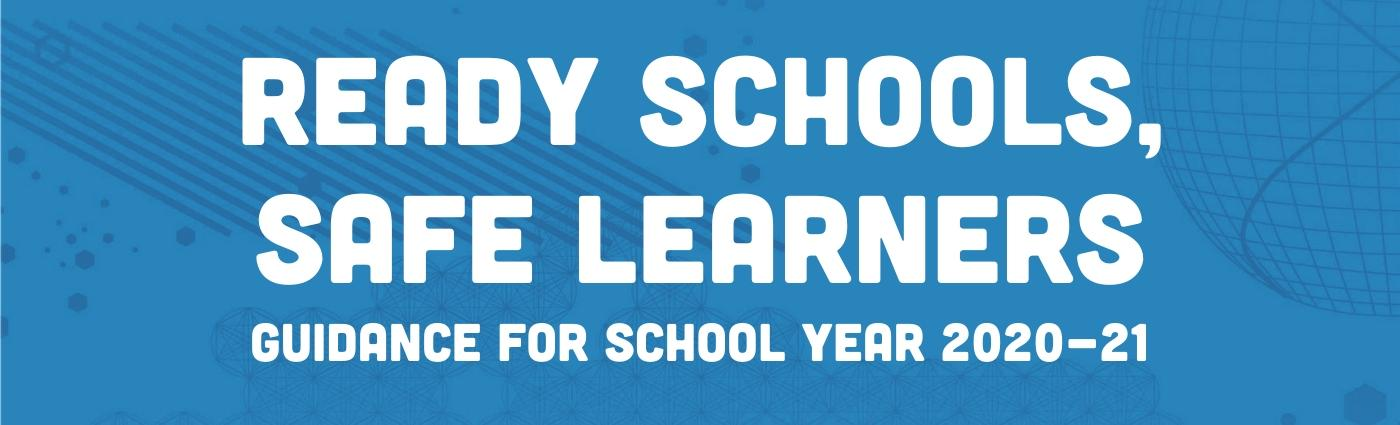 READY SCHOOLS,
SAFE LEARNERS
GUIDANCE FOR SCHOOL YEAR 2020–21